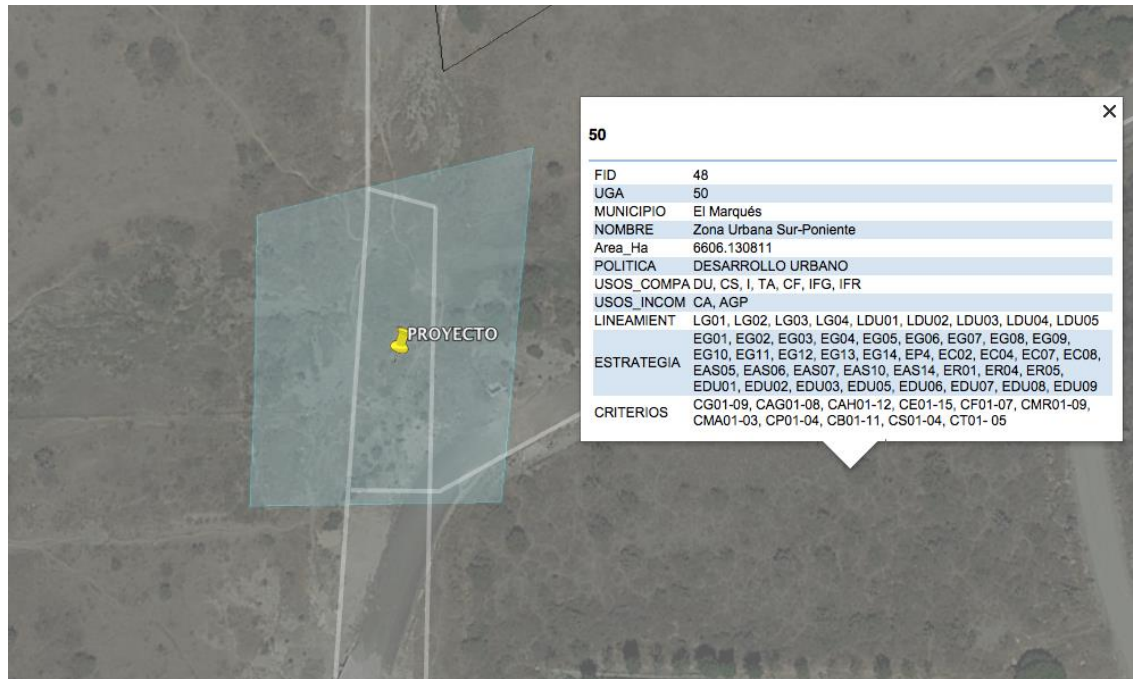 PROYECTO
50
FID 48
UGA 50
MUNICIPIO El Marqués
NOMBRE Zona Urbana Sur-Poniente
Area_Ha 6606.130811
POLITICA DESARROLLO URBANO
USOS_COMPA DU, CS, I, TA, CF, IFG, IFR
USOS_INCOM CA, AGP
LINEAMIENT LG01, LG02, LG03, LG04, LDU01, LDU02, LDU03, LDU04, LDU05
ESTRATEGIA EG01, EG02, EG03, EG04, EG05, EG06, EG07, EG08, EG09,
EG10, EG11, EG12, EG13, EG14, EP4, EC02, EC04, EC07, EC08,
EAS05, EAS06, EAS07, EAS10, EAS14, ER01, ER04, ER05,
EDU01, EDU02, EDU03, EDU05, EDU06, EDU07, EDU08, EDU09
CRITERIOS CG01-09, CAG01-08, CAH01-12, CE01-15, CF01-07, CMR01-09,
CMA01-03, CP01-04, CB01-11, CS01-04, CT01- 05